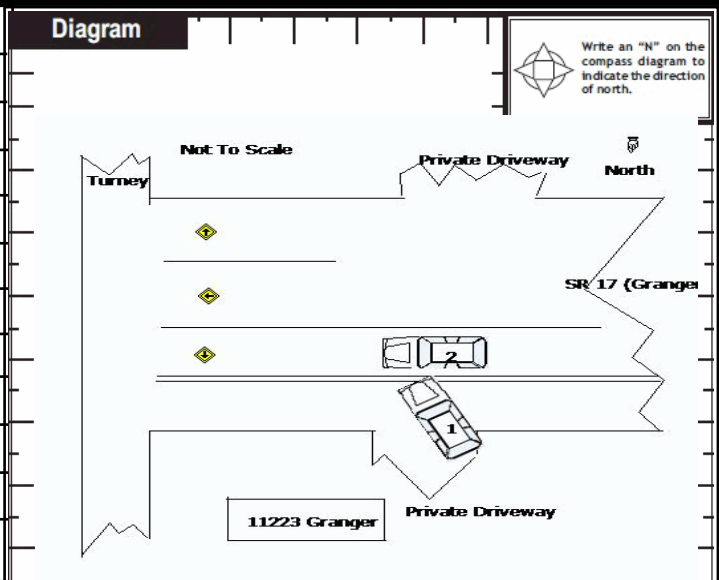 Diagram
Write an "N" on the
compass diagram to
indicate the direction
of north.
Not To Scale
Private Driveway
North
Turney
SR 17 (Granger
2
1
11223 Granger
Private Driveway